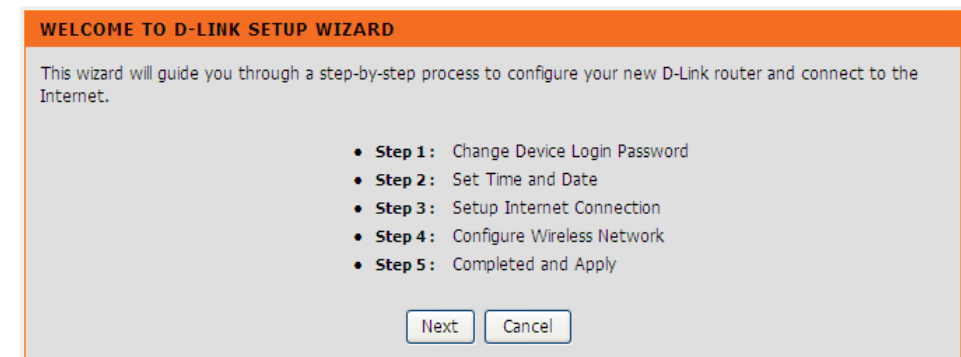 WELCOME TO D-LINK SETUP WIZARD
This wizard will guide you through a step-by-step process to configure your new D-Link router and connect to the
Internet.
• Step 1: Change Device Login Password
• Step 2: Set Time and Date
• Step 3: Setup Internet Connection
• Step 4: Configure Wireless Network
• Step 5: Completed and Apply
Next Cancel